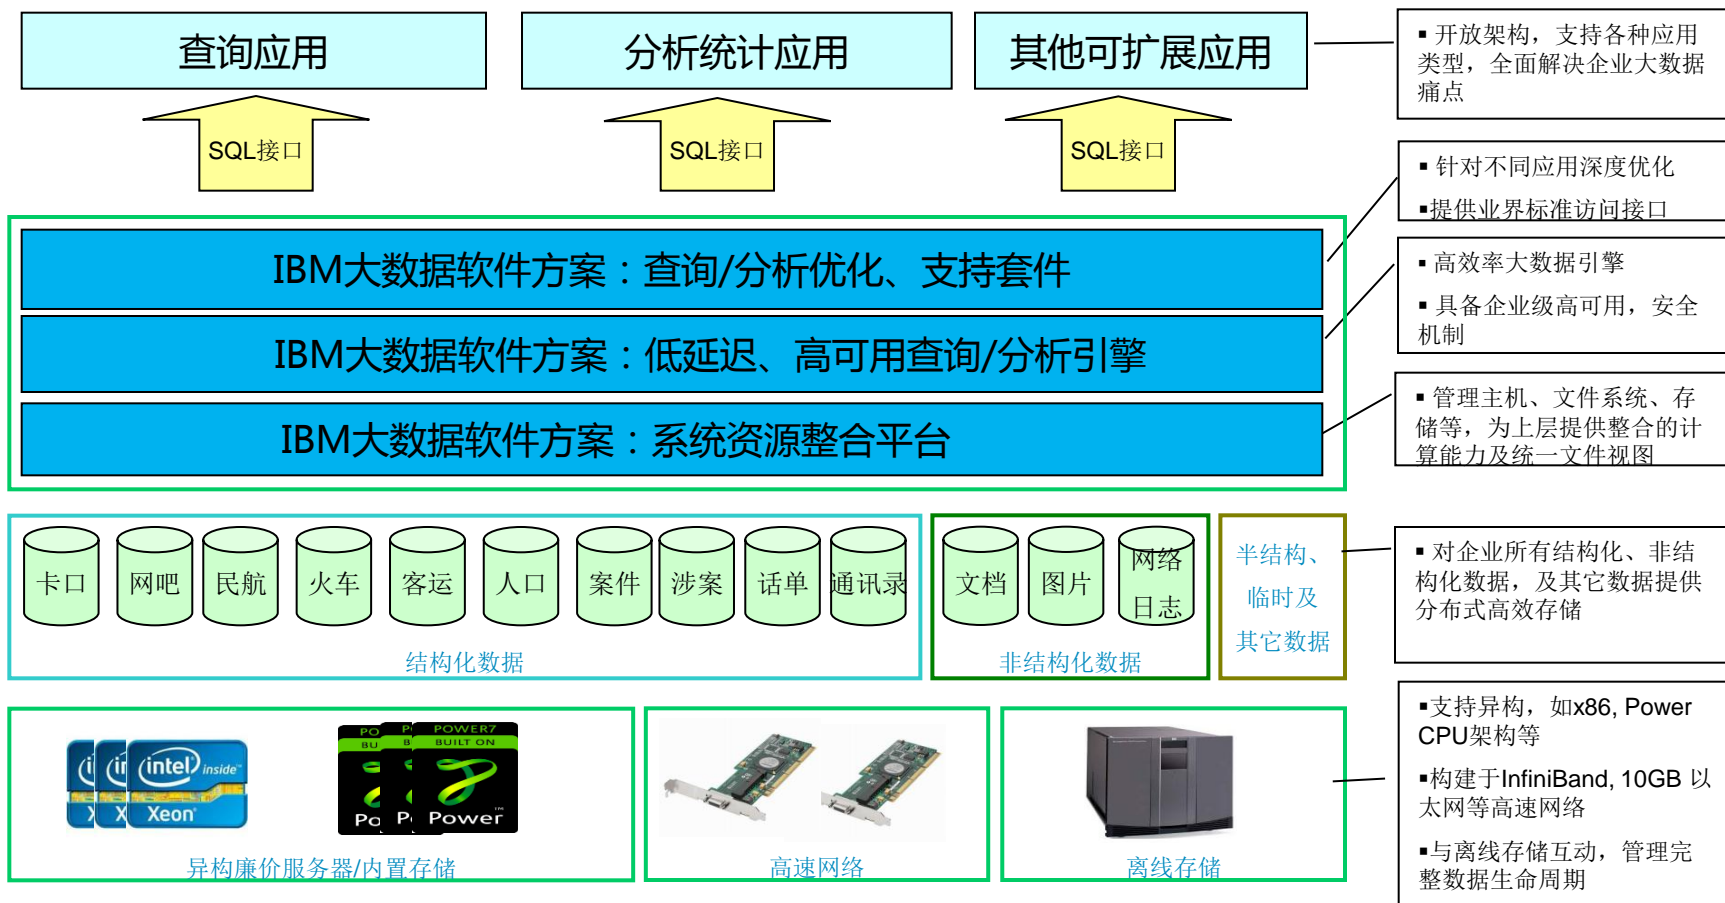 查询应用
分析统计应用
其他可扩展应用
▪ 开放架构，支持各种应用
类型，全面解决企业大数据
痛点
SQL接口
SQL接口
SQL接口
▪ 针对不同应用深度优化
▪提供业界标准访问接口
IBM大数据软件方案：查询/分析优化、支持套件
▪ 高效率大数据引擎
▪ 具备企业级高可用，安全
机制
IBM大数据软件方案：低延迟、高可用查询/分析引擎
IBM大数据软件方案：系统资源整合平台
▪ 管理主机、文件系统、存
储等，为上层提供整合的计
算能力及统一文件视图
卡口
网吧
民航
火车
客运
人口
案件
涉案
话单
通讯录
结构化数据
文档
图片
网络
日志
非结构化数据
半结构、
临时及
其它数据
▪ 对企业所有结构化、非结
构化数据，及其它数据提供
分布式高效存储
(intel) inside™
Xeon®
POWER7
BUILT ON
Power™
异构廉价服务器/内置存储
高速网络
离线存储
▪支持异构，如x86, Power
CPU架构等
▪构建于InfiniBand, 10GB 以
太网等高速网络
▪与离线存储互动，管理完
整数据生命周期